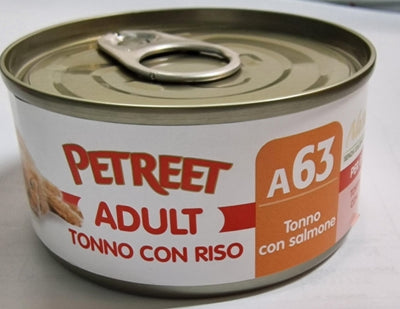 PETREET
ADULT
TONNO CON RISO
A63
Tonno
con salmone